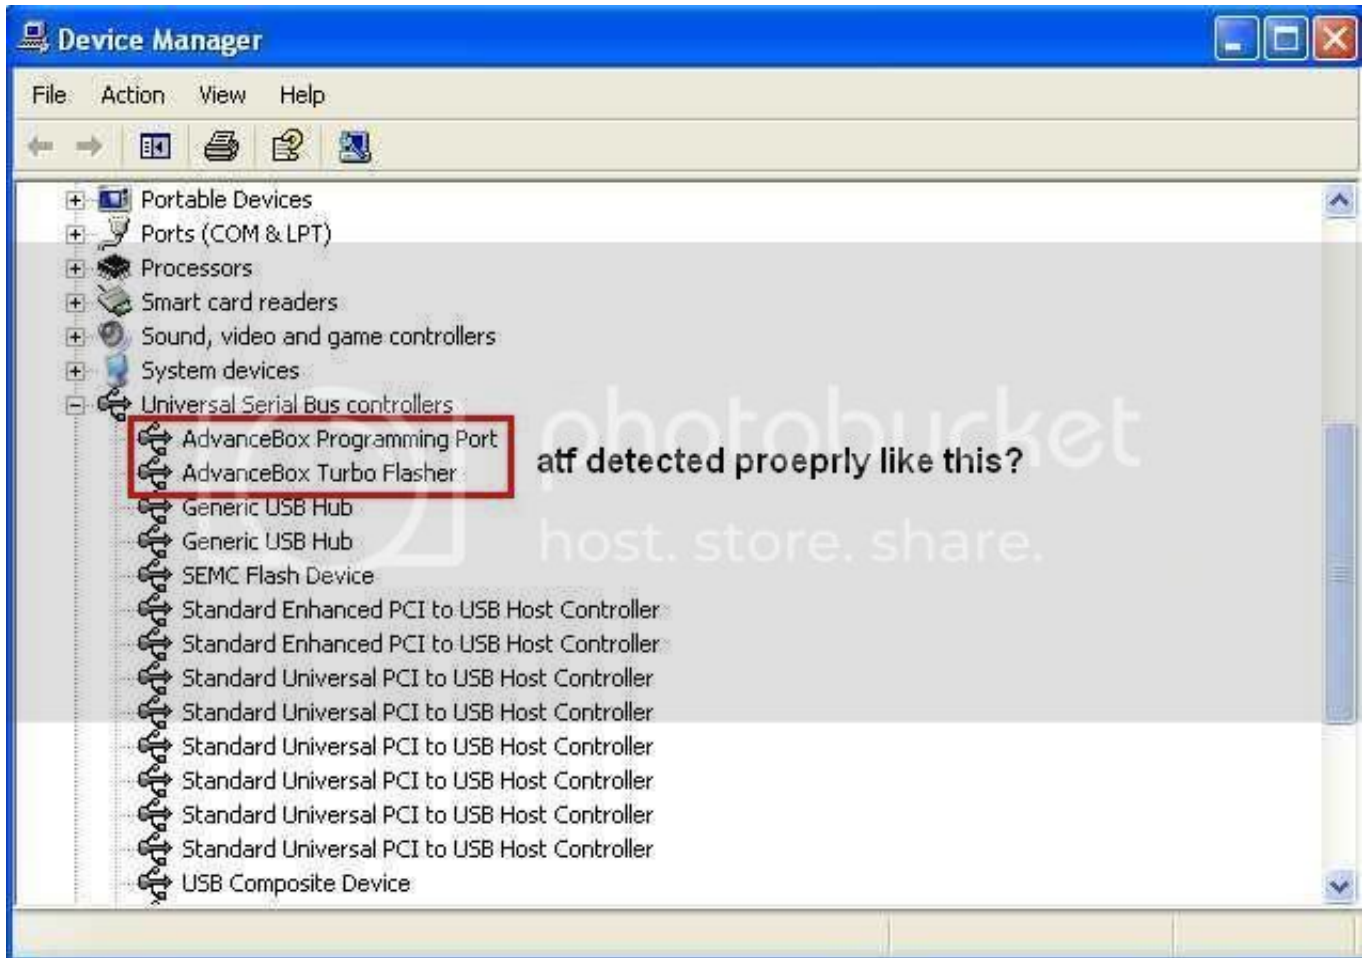 Device Manager
File Action View Help
Portable Devices
Ports (COM & LPT)
Processors
Smart card readers
Sound, video and game controllers
System devices
Universal Serial Bus controllers
AdvanceBox Programming Port
AdvanceBox Turbo Flasher
atf detected proeprly like this?
Generic USB Hub
Generic USB Hub
SEMC Flash Device
Standard Enhanced PCI to USB Host Controller
Standard Enhanced PCI to USB Host Controller
Standard Universal PCI to USB Host Controller
Standard Universal PCI to USB Host Controller
Standard Universal PCI to USB Host Controller
Standard Universal PCI to USB Host Controller
Standard Universal PCI to USB Host Controller
Standard Universal PCI to USB Host Controller
USB Composite Device
photobucket
host. store. share.